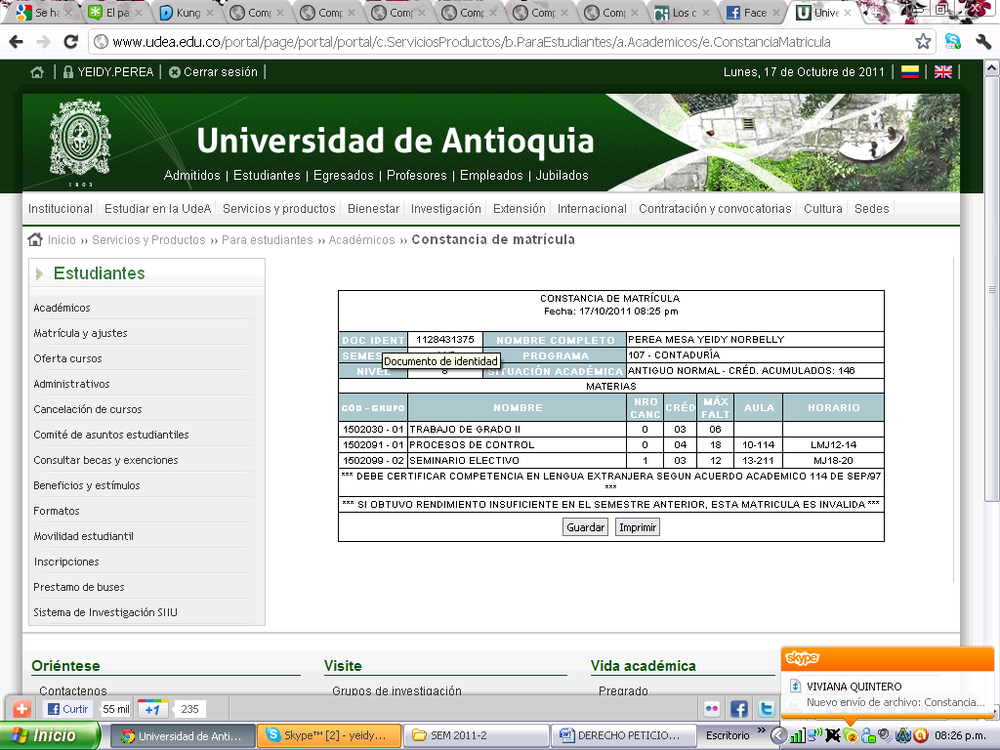 Se ha
El pa
Kung
Comp
Comp
Comp
Comp
Comp
Comp
Los c
Face
Unive
www.udea.edu.co/portal/page/portal/portal/c.ServiciosProductos/b.ParaEstudiantes/a.Academicos/e.ConstanciaMatricula
YEIDY.PEREA | Cerrar sesión |
Lunes, 17 de Octubre de 2011
Universidad de Antioquia
1 8 0 3
Admitidos | Estudiantes | Egresados | Profesores | Empleados | Jubilados
Institucional Estudiar en la UdeA Servicios y productos Bienestar Investigación Extensión Internacional Contratación y convocatorias Cultura Sedes
Inicio ›› Servicios y Productos ›› Para estudiantes ›› Académicos ›› Constancia de matrícula
Estudiantes
Académicos
Matrícula y ajustes
Oferta cursos
Administrativos
Cancelación de cursos
Comité de asuntos estudiantiles
Consultar becas y exenciones
Beneficios y estímulos
Formatos
Movilidad estudiantil
Inscripciones
Prestamo de buses
Sistema de Investigación SIIU
CONSTANCIA DE MATRÍCULA
Fecha: 17/10/2011 08:25 pm
DOC IDENT 1128431375 NOMBRE COMPLETO PEREA MESA YEIDY NORBELLY
SEMES PROGRAMA 107 - CONTADURÍA
Documento de identidad
NIVEL 8 SITUACIÓN ACADÉMICA ANTIGUO NORMAL - CRÉD. ACUMULADOS: 146
MATERIAS
CÓD - GRUPO NOMBRE NRO CANC CRÉD MÁX FALT AULA HORARIO
1502030 - 01 TRABAJO DE GRADO II 0 03 06
1502091 - 01 PROCESOS DE CONTROL 0 04 18 10-114 LMJ12-14
1502099 - 02 SEMINARIO ELECTIVO 1 03 12 13-211 MJ18-20
*** DEBE CERTIFICAR COMPETENCIA EN LENGUA EXTRANJERA SEGUN ACUERDO ACADEMICO 114 DE SEP/97
***
*** SI OBTUVO RENDIMIENTO INSUFICIENTE EN EL SEMESTRE ANTERIOR, ESTA MATRICULA ES INVALIDA ***
Guardar Imprimir
Oriéntese
Contactenos
Visite
Grupos de investigación
Vida académica
Pregrado
skype
VIVIANA QUINTERO
Nuevo envío de archivo: Constancia...
Curtir 55 mil +1 235
Inicio
Universidad de Anti...
Skype™ [2] - yeidy...
SEM 2011-2
DERECHO PETICIO...
Escritorio »
08:26 p.m.